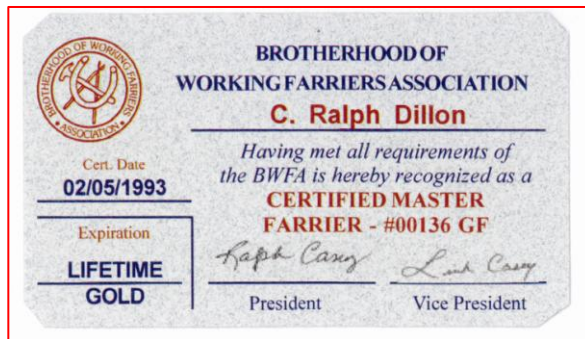 BROTHERHOOD OF WORKING FARRIERS
• ASSOCIATION •
BROTHERHOOD OF
WORKING FARRIERS ASSOCIATION
C. Ralph Dillon
Cert. Date
02/05/1993
Having met all requirements of
the BWFA is hereby recognized as a
CERTIFIED MASTER
FARRIER - #00136 GF
Expiration
LIFETIME
GOLD
Ralph Casey
President
Casey
Vice President